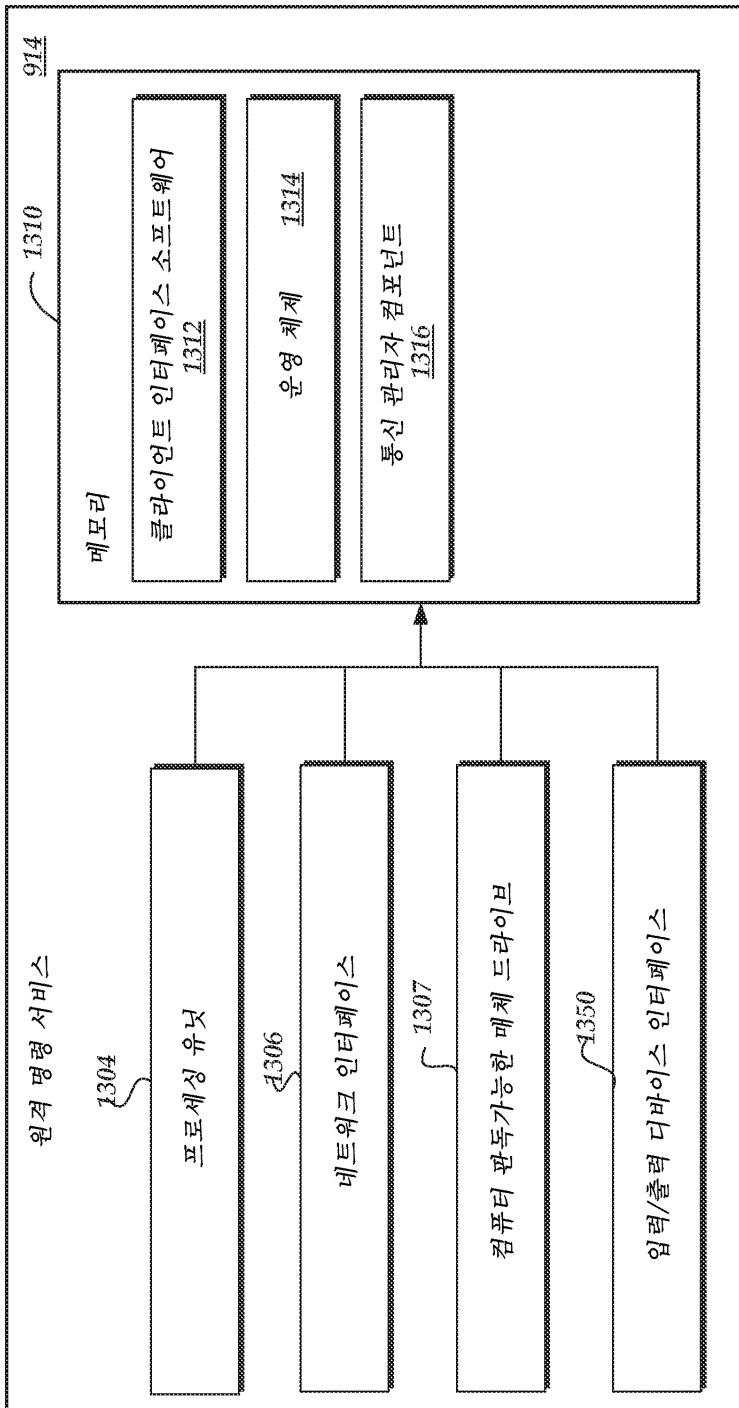 원격 명령 서비스
914
1304
프로세싱 유닛
1306
네트워크 인터페이스
1307
컴퓨터 판독가능한 매체 드라이브
1350
입력/출력 디바이스 인터페이스
1310
메모리
클라이언트 인터페이스 소프트웨어
1312
운영 체제
1314
통신 관리자 컴포넌트
1316